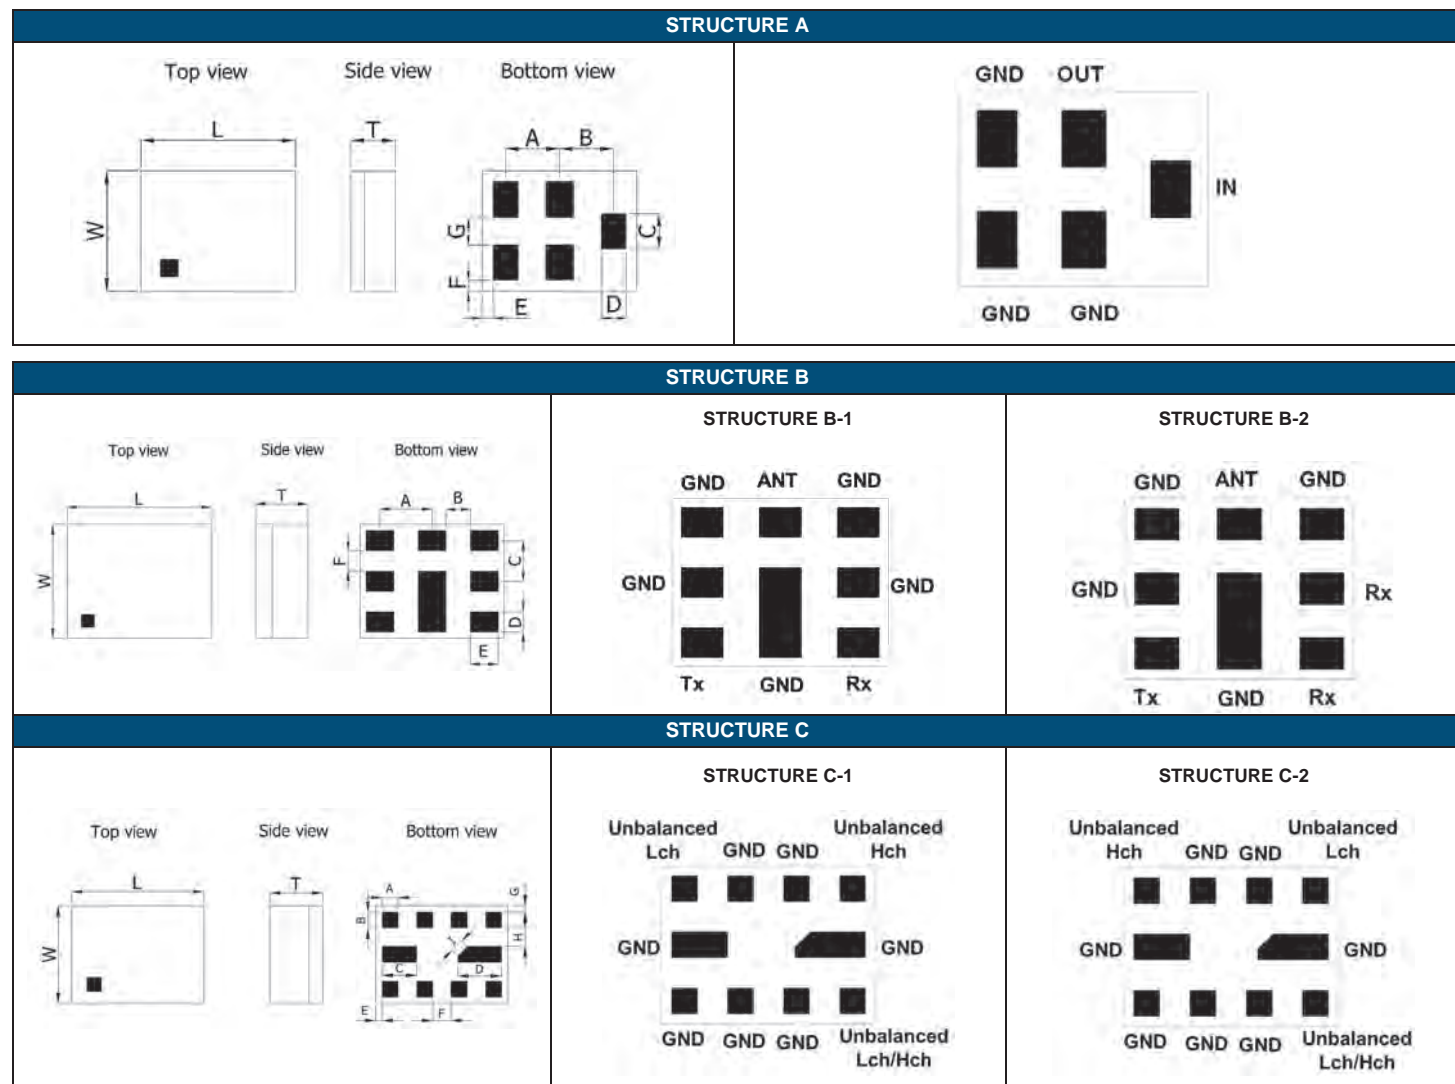 STRUCTURE A
Top view
Side view
Bottom view
L
T
W
A
B
G
C
F
E
D
GND OUT
IN
GND GND
STRUCTURE B
Top view
Side view
Bottom view
L
T
W
A
B
F
C
D
E
STRUCTURE B-1
GND ANT GND
GND GND
Tx GND Rx
STRUCTURE B-2
GND ANT GND
GND Rx
Tx GND Rx
STRUCTURE C
Top view
Side view
Bottom view
L
T
W
A
G
B
H
C
D
E
F
STRUCTURE C-1
Unbalanced Unbalanced
Lch GND GND Hch
GND GND
GND GND GND Unbalanced
Lch/Hch
STRUCTURE C-2
Unbalanced Unbalanced
Hch GND GND Lch
GND GND
GND GND GND Unbalanced
Lch/Hch